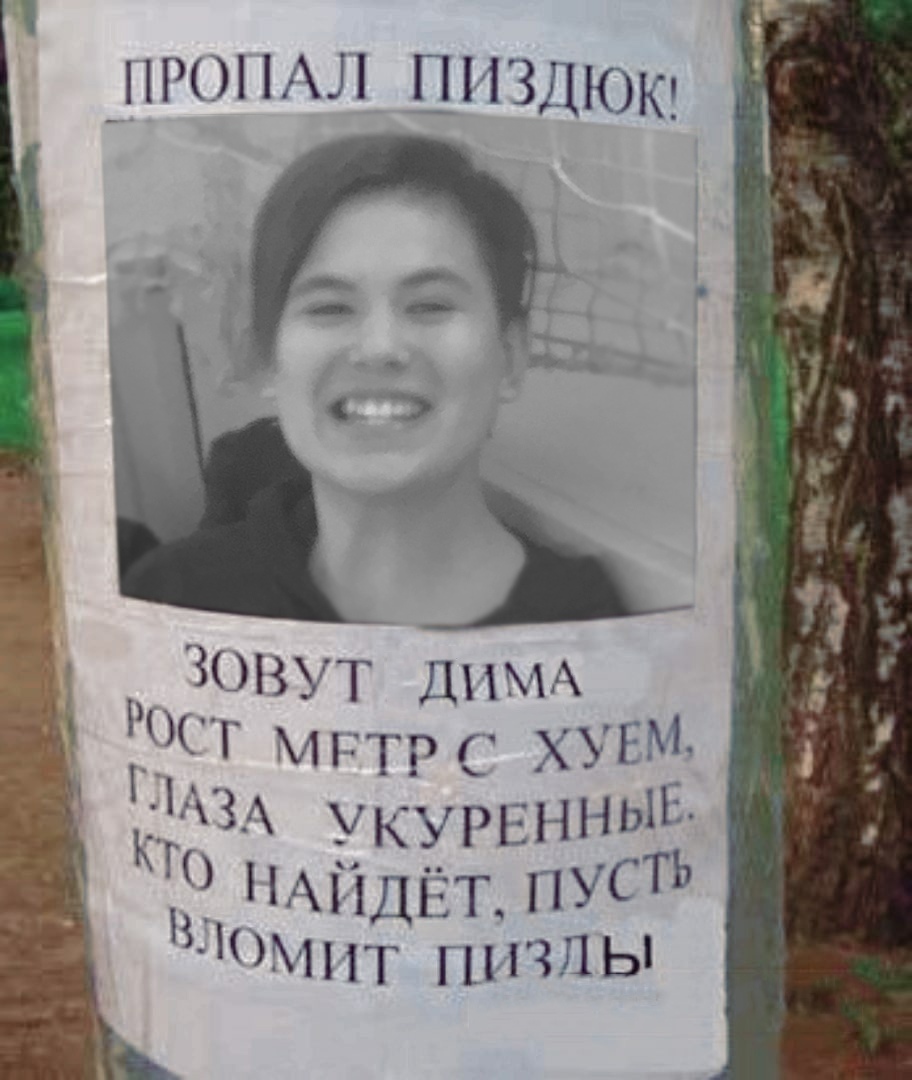 ПРОПАЛ ПИЗДЮК!
ЗОВУТ ДИМА
РОСТ МЕТР С ХУЕМ,
ГЛАЗА УКУРЕННЫЕ.
КТО НАЙДЁТ, ПУСТЬ
ВЛОМИТ ПИЗДЫ